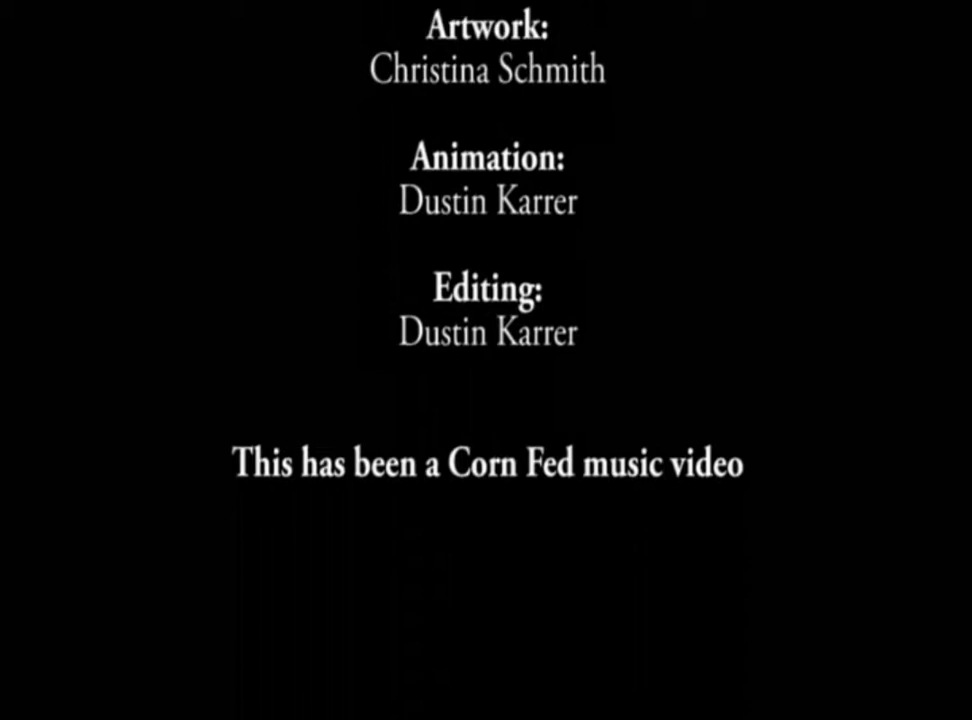 Artwork:
Christina Schmith
Animation:
Dustin Karrer
Editing:
Dustin Karrer
This has been a Corn Fed music video